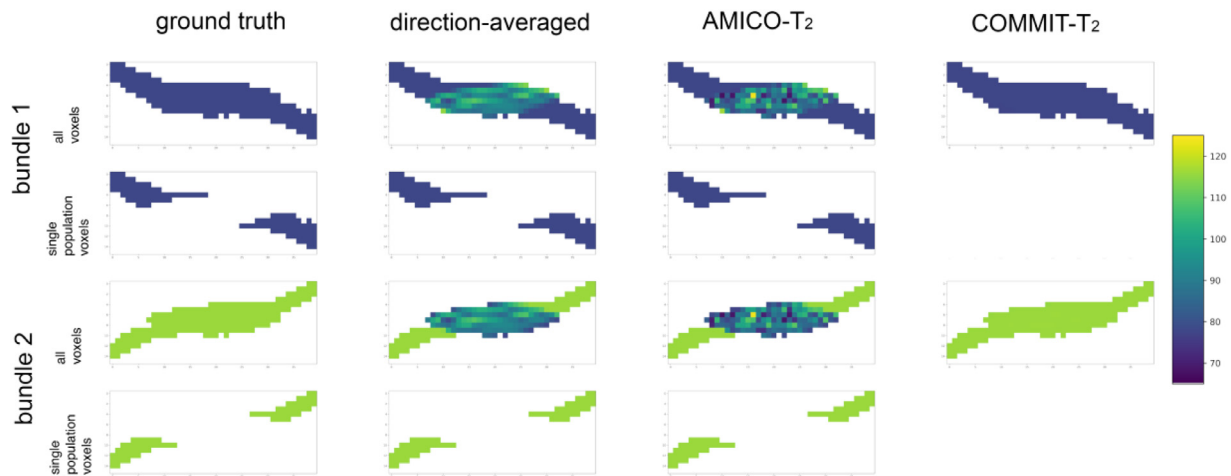 ground truth
direction-averaged
AMICO-T₂
COMMIT-T₂
bundle 1
all
voxels
single
population
voxels
bundle 2
all
voxels
single
population
voxels
120
110
100
90
80
70